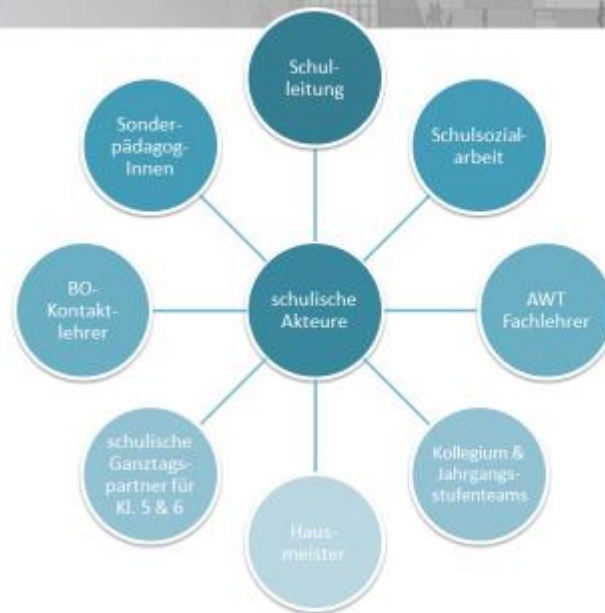 Schul-
leitung
Sonder-
pädagog-
Innen
Schulsozial-
arbeit
BO-
Kontakt-
lehrer
schulische
Akteure
AWT
Fachlehrer
schulische
Ganztags-
partner für
Kl. 5 & 6
Kollegium &
Jahrgangs-
stufenteams
Haus-
meister